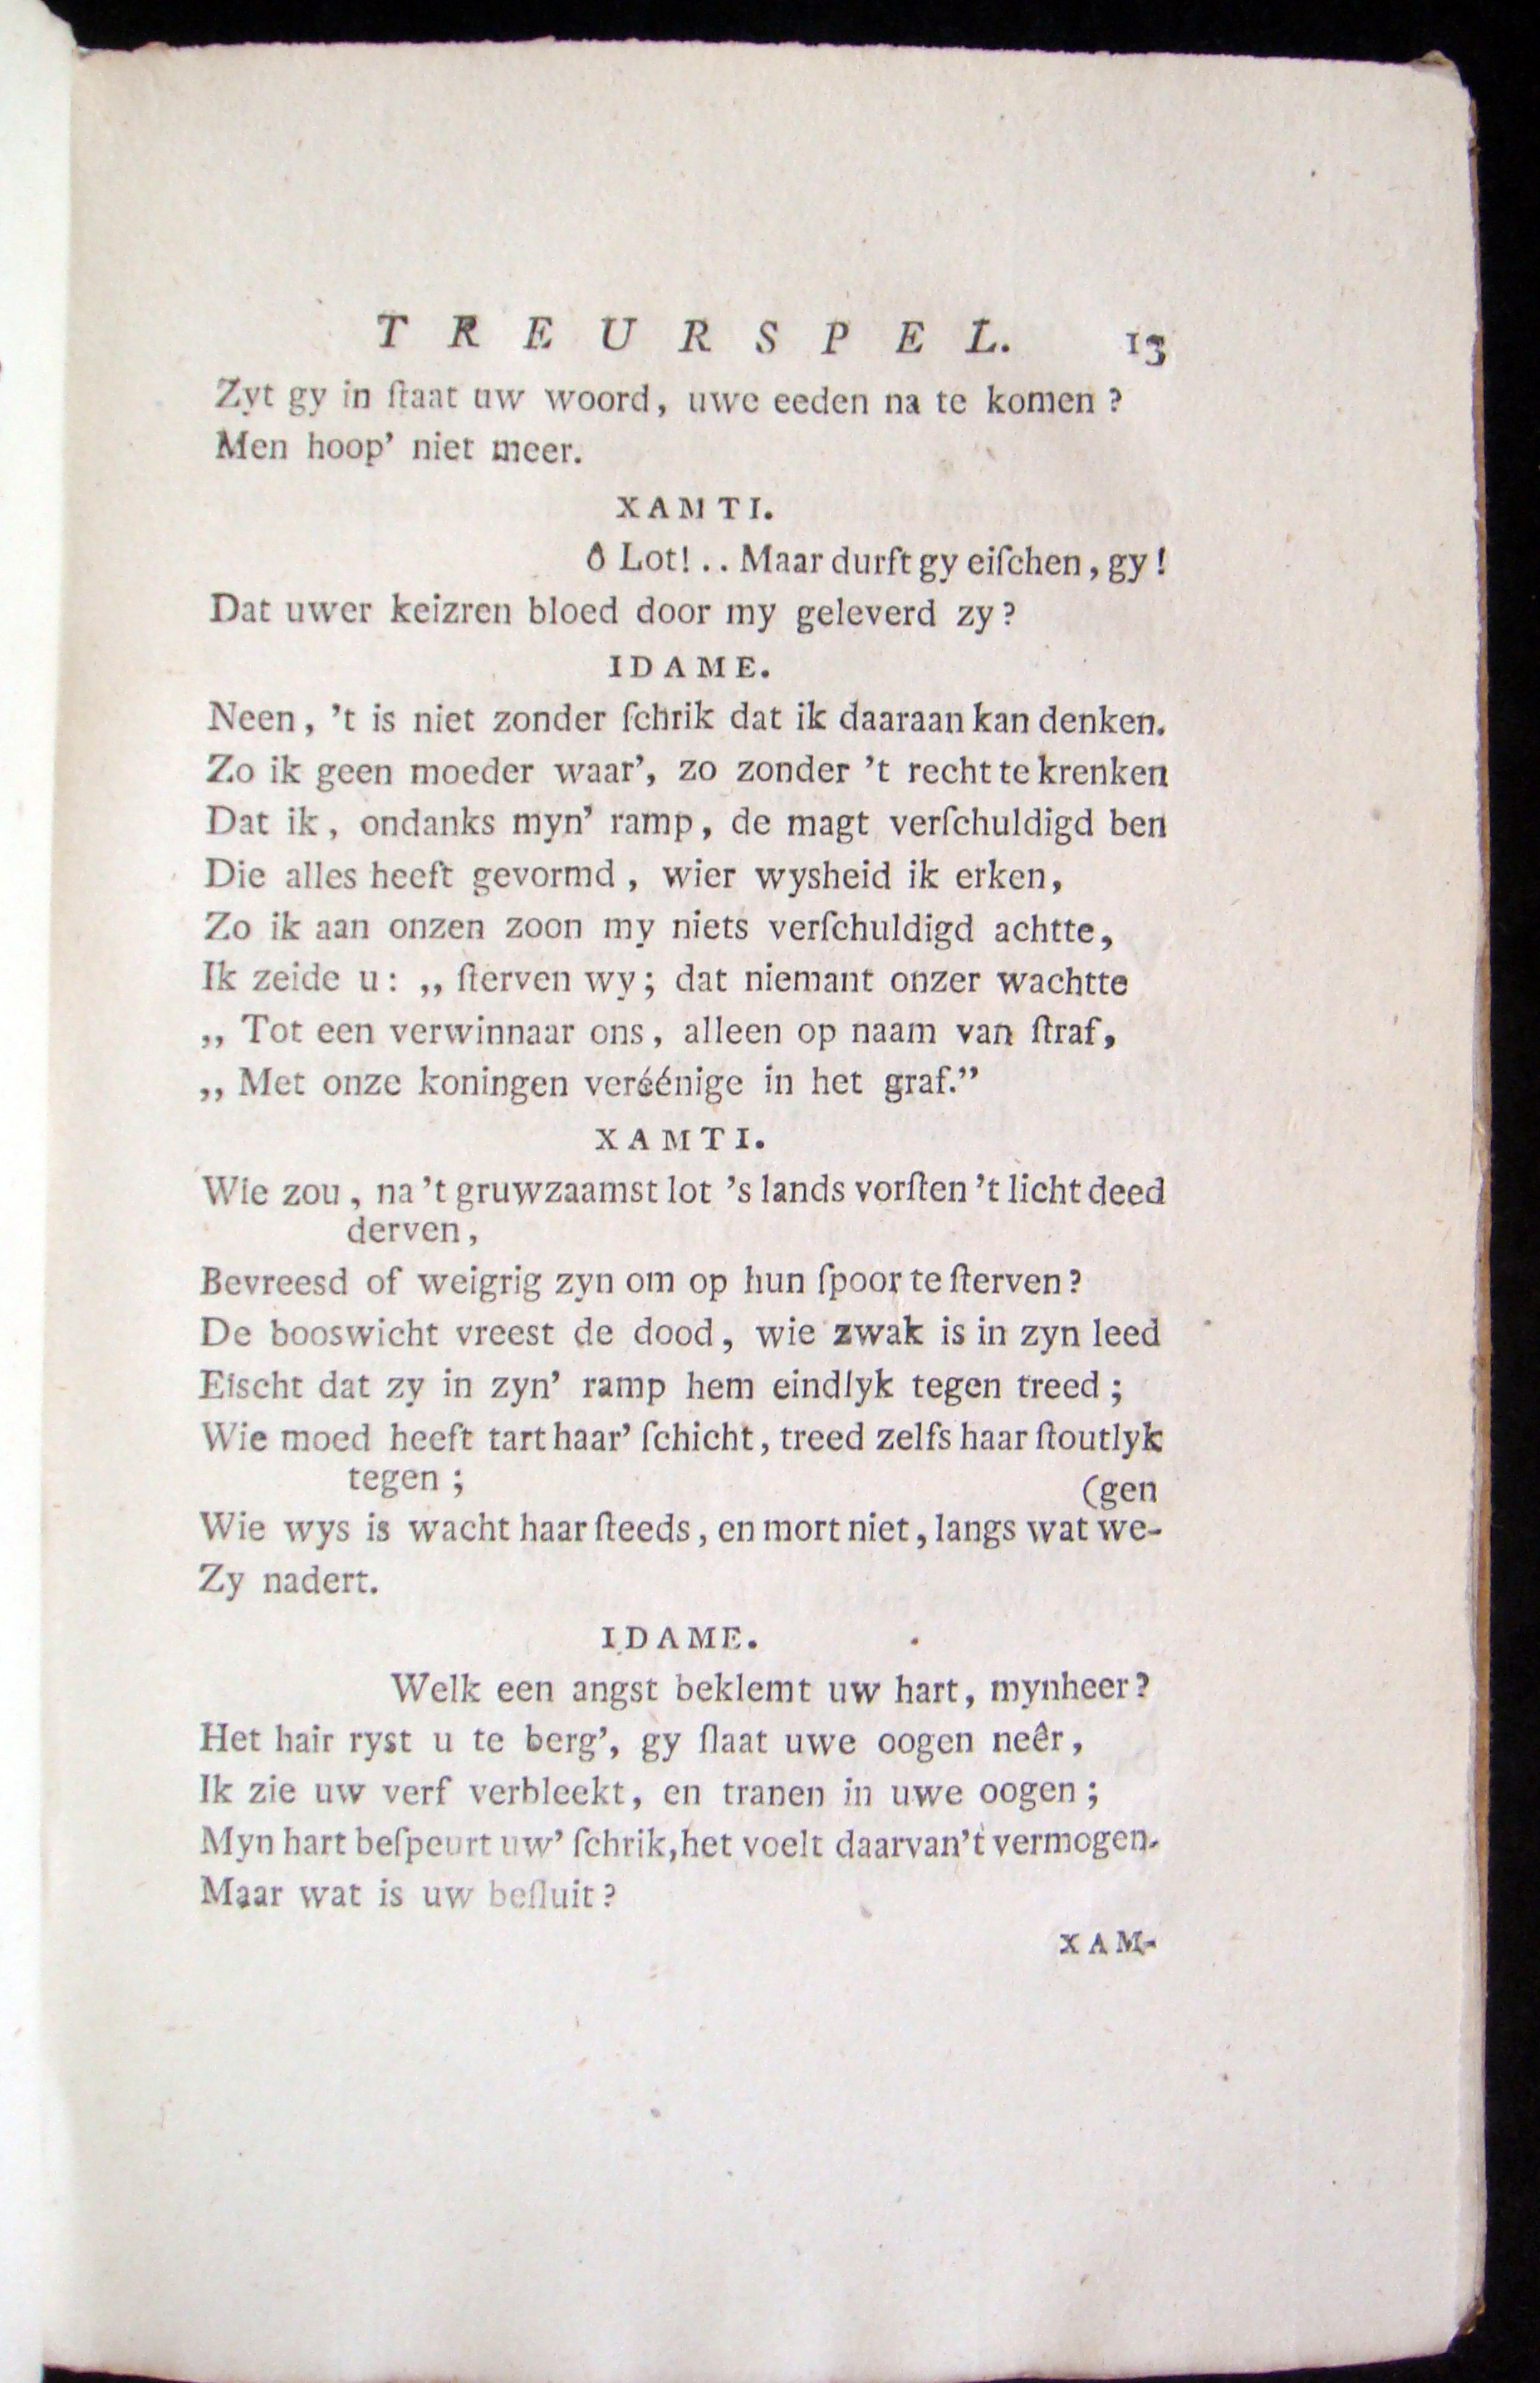 TREURSPEL. 13
Zyt gy in ſtaat uw woord, uwe eeden na te komen?
Men hoop’ niet meer.
XAMTI.
ô Lot! .. Maar durft gy eiſchen, gy!
Dat uwer keizren bloed door my geleverd zy?
IDAME.
Neen, ’t is niet zonder ſchrik dat ik daaraan kan denken.
Zo ik geen moeder waar’, zo zonder ’t recht te krenken
Dat ik, ondanks myn’ ramp, de magt verſchuldigd ben
Die alles heeft gevormd, wier wysheid ik erken,
Zo ik aan onzen zoon my niets verſchuldigd achtte,
Ik zeide u: „ ſterven wy; dat niemant onzer wachtte
„ Tot een verwinnaar ons, alleen op naam van ſtraf,
„ Met onze koningen veréénige in het graf.”
XAMTI.
Wie zou, na ’t gruwzaamst lot ’s lands vorſten ’t licht deed
derven,
Bevreesd of weigrig zyn om op hun ſpoor te ſterven?
De booswicht vreest de dood, wie zwak is in zyn leed
Eischt dat zy in zyn’ ramp hem eindlyk tegen treed;
Wie moed heeft tart haar’ ſchicht, treed zelfs haar ſtoutlyk
tegen; (gen
Wie wys is wacht haar ſteeds, en mort niet, langs wat we-
Zy nadert.
IDAME.
Welk een angst beklemt uw hart, mynheer?
Het hair ryst u te berg’, gy ſlaat uwe oogen neêr,
Ik zie uw verf verbleekt, en tranen in uwe oogen;
Myn hart beſpeurt uw’ ſchrik, het voelt daarvan ’t vermogen.
Maar wat is uw beſluit?
XAM-